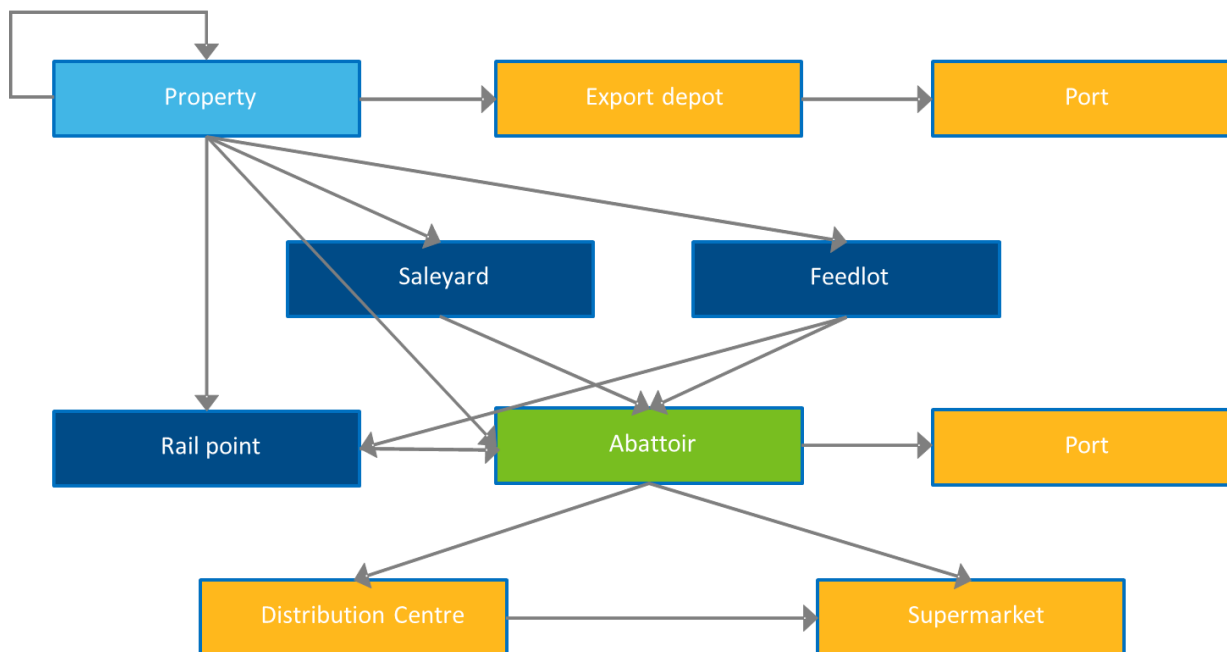 Property
Export depot
Port
Saleyard
Feedlot
Rail point
Abattoir
Port
Distribution Centre
Supermarket